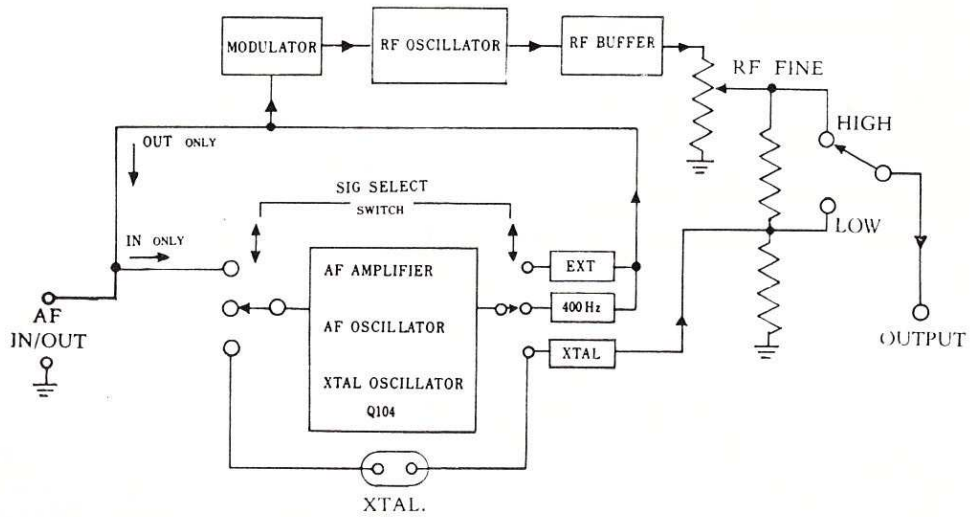 MODULATOR
RF OSCILLATOR
RF BUFFER
RF FINE
HIGH
OUT ONLY
SIG SELECT
SWITCH
LOW
IN ONLY
AF AMPLIFIER
EXT
AF
IN/OUT
AF OSCILLATOR
400 Hz
OUTPUT
XTAL OSCILLATOR
Q104
XTAL
XTAL.